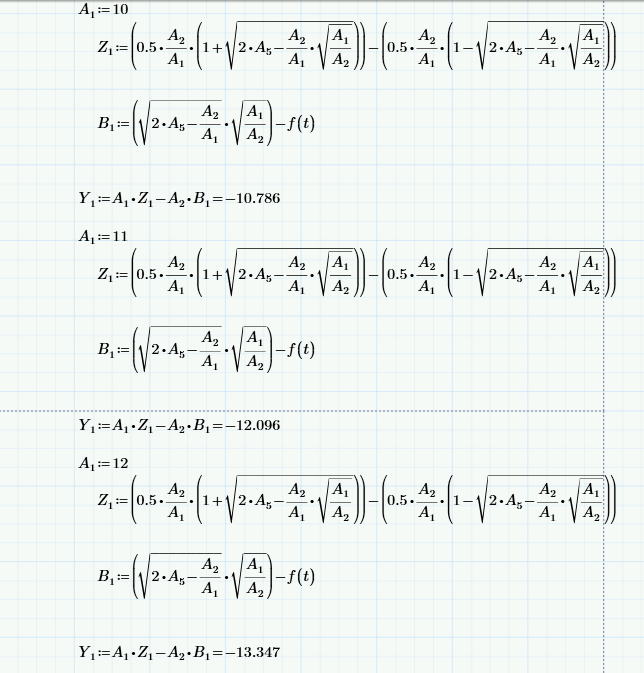 A₁:=10
Z₁:=(0.5·A₂/A₁·(1+√(2·A₅−A₂/A₁·√(A₁/A₂))))−(0.5·A₂/A₁·(1−√(2·A₅−A₂/A₁·√(A₁/A₂))))
B₁:=(√(2·A₅−A₂/A₁)·√(A₁/A₂))−f(t)
Y₁:=A₁·Z₁−A₂·B₁=−10.786
A₁:=11
Z₁:=(0.5·A₂/A₁·(1+√(2·A₅−A₂/A₁·√(A₁/A₂))))−(0.5·A₂/A₁·(1−√(2·A₅−A₂/A₁·√(A₁/A₂))))
B₁:=(√(2·A₅−A₂/A₁)·√(A₁/A₂))−f(t)
Y₁:=A₁·Z₁−A₂·B₁=−12.096
A₁:=12
Z₁:=(0.5·A₂/A₁·(1+√(2·A₅−A₂/A₁·√(A₁/A₂))))−(0.5·A₂/A₁·(1−√(2·A₅−A₂/A₁·√(A₁/A₂))))
B₁:=(√(2·A₅−A₂/A₁)·√(A₁/A₂))−f(t)
Y₁:=A₁·Z₁−A₂·B₁=−13.347